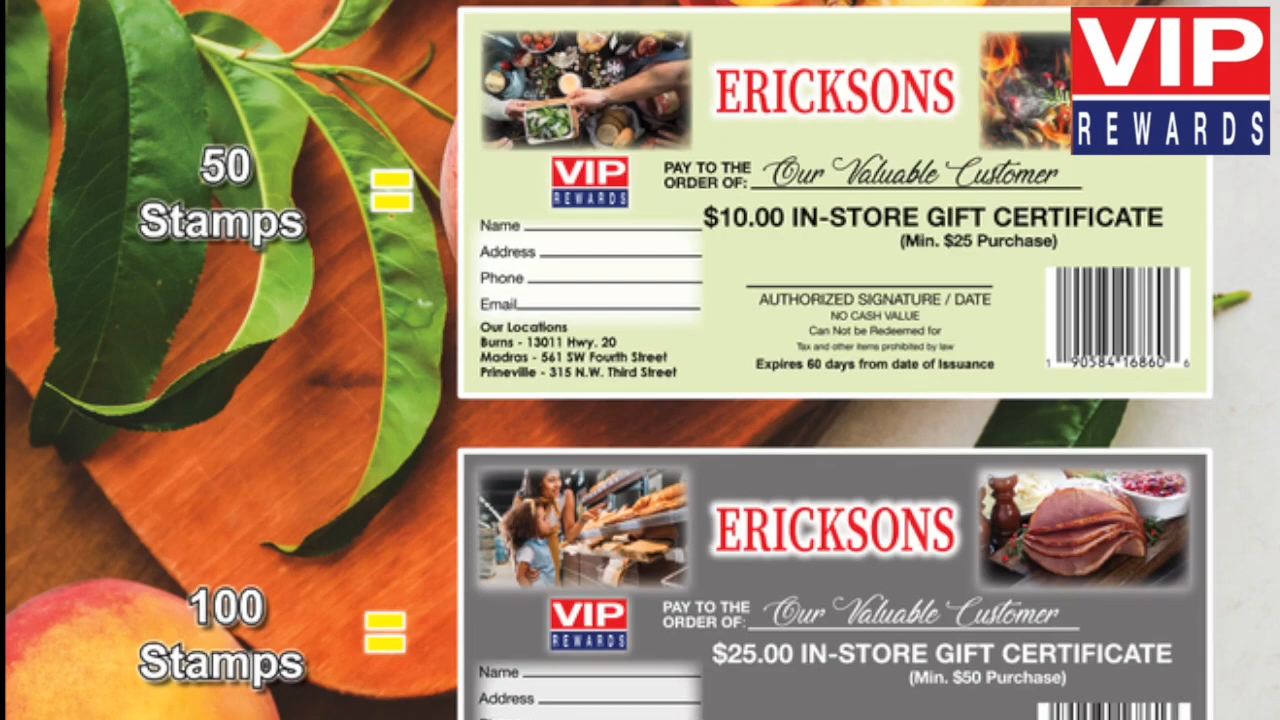 VIP
REWARDS
50
Stamps
=
ERICKSONS
VIP
REWARDS
PAY TO THE
ORDER OF: Our Valuable Customer
$10.00 IN-STORE GIFT CERTIFICATE
(Min. $25 Purchase)
Name
Address
Phone
Email
Our Locations
Burns - 13011 Hwy. 20
Madras - 561 SW Fourth Street
Prineville - 315 N.W. Third Street
AUTHORIZED SIGNATURE / DATE
NO CASH VALUE
Can Not be Redeemed for
Tax and other items prohibited by law
Expires 60 days from date of Issuance
1 90584 16860 6
100
Stamps
=
ERICKSONS
VIP
REWARDS
PAY TO THE
ORDER OF: Our Valuable Customer
$25.00 IN-STORE GIFT CERTIFICATE
(Min. $50 Purchase)
Name
Address